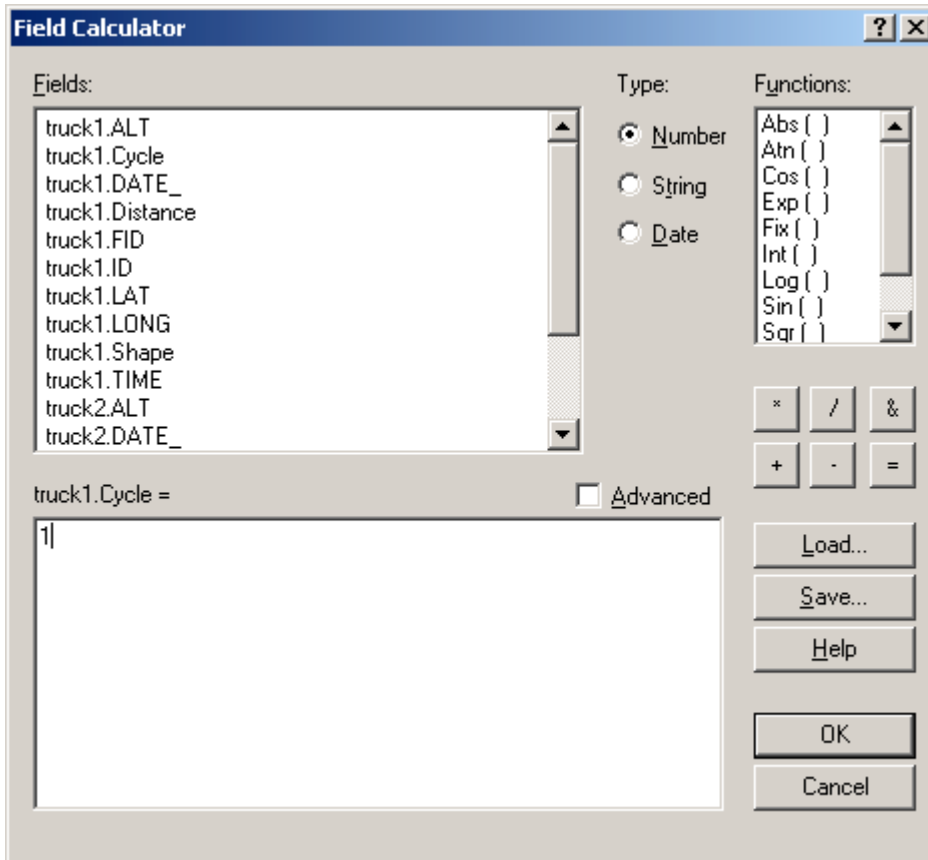 Field Calculator
? X
Fields:
truck1.ALT
truck1.Cycle
truck1.DATE_
truck1.Distance
truck1.FID
truck1.ID
truck1.LAT
truck1.LONG
truck1.Shape
truck1.TIME
truck2.ALT
truck2.DATE_
Type:
Number
String
Date
Functions:
Abs ( )
Atn ( )
Cos ( )
Exp ( )
Fix ( )
Int ( )
Log ( )
Sin ( )
Sqr ( )
* / &
+ - =
truck1.Cycle =
Advanced
1
Load...
Save...
Help
OK
Cancel